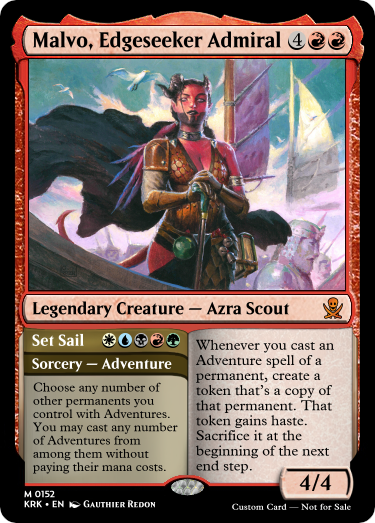 Malvo, Edgeseeker Admiral 4
Legendary Creature — Azra Scout
Set Sail
Sorcery — Adventure
Choose any number of
other permanents you
control with Adventures.
You may cast any
number of Adventures from
among them without
paying their mana costs.
Whenever you cast an
Adventure spell of a
permanent, create a
token that's a copy of
that permanent. That
token gains haste.
Sacrifice it at the
beginning of the next
end step.
4/4
M 0152
KRK • EN Gauthier Redon
Custom Card — Not for Sale